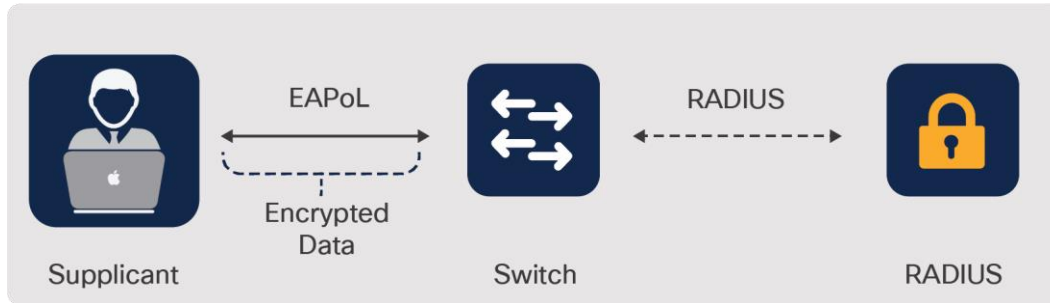 EAPoL
RADIUS
Encrypted
Data
Supplicant
Switch
RADIUS